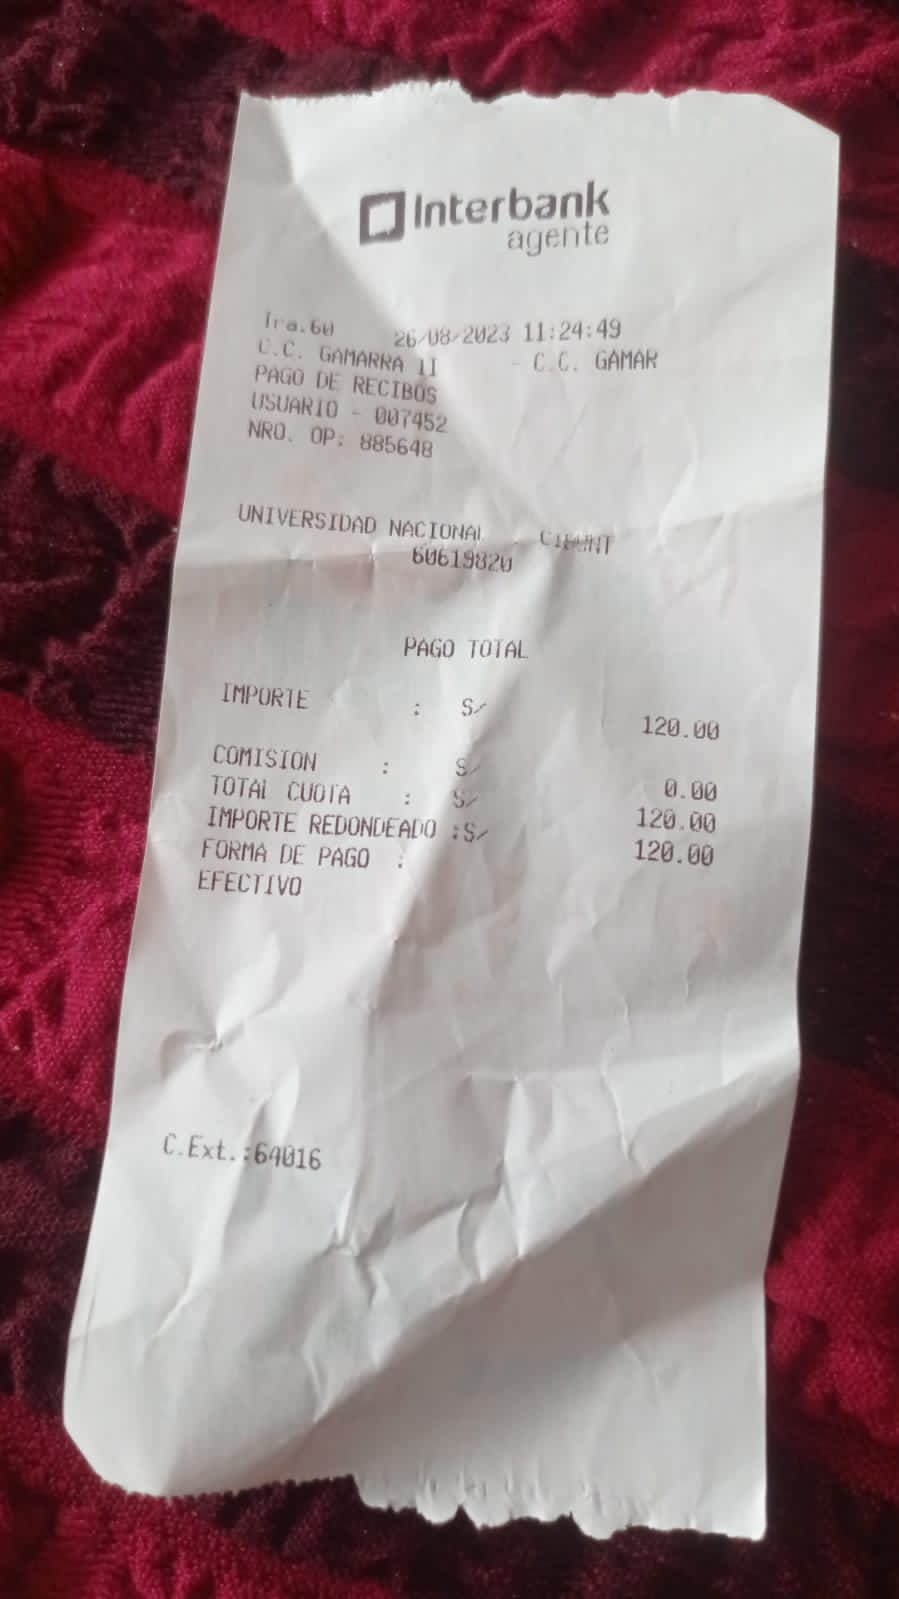 Interbank
agente
Tra.60 26/08/2023 11:24:49
C.C. GAMARRA II - C.C. GAMAR
PAGO DE RECIBOS
USUARIO - 007452
NRO. OP: 885648
UNIVERSIDAD NACIONAL -
60619820
PAGO TOTAL
IMPORTE : S/ 120.00
COMISION : S/ 0.00
TOTAL CUOTA : S/ 120.00
IMPORTE REDONDEADO :S/ 120.00
FORMA DE PAGO :
EFECTIVO
C.Ext.:64016